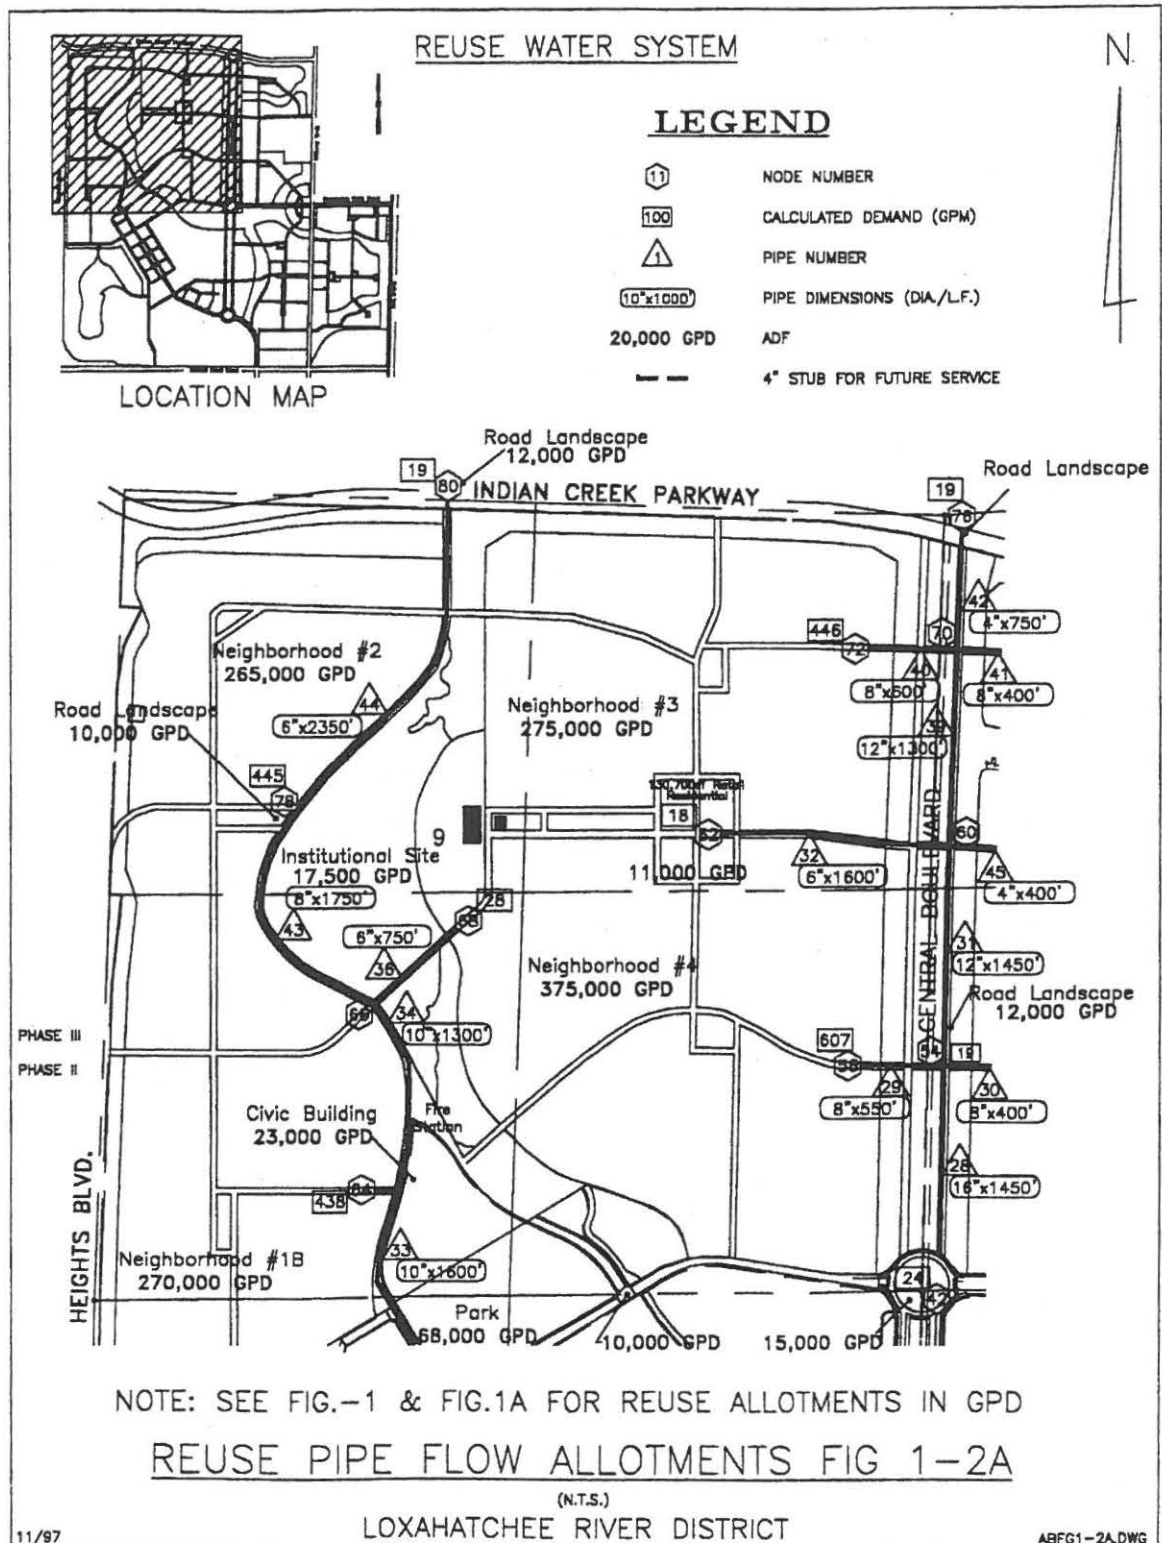 REUSE WATER SYSTEM
N
LEGEND
11 NODE NUMBER
100 CALCULATED DEMAND (GPM)
1 PIPE NUMBER
10"x1000' PIPE DIMENSIONS (DIA./L.F.)
20,000 GPD ADF
4" STUB FOR FUTURE SERVICE
LOCATION MAP
Road Landscape
12,000 GPD
19
80
INDIAN CREEK PARKWAY
Road Landscape
19
76
42
4"x750'
446
72
70
40
8"x600'
41
8"x400'
Neighborhood #2
265,000 GPD
44
6"x2350'
Road Landscape
10,000 GPD
Neighborhood #3
275,000 GPD
39
12"x1300'
445
78
18
52
60
9
32
6"x1600'
45
4"x400'
Institutional Site
17,500 GPD
8"x1750'
43
11,000 GPD
28
68
6"x750'
36
CENTRAL BOULEVARD
31
12"x1450'
Neighborhood #4
375,000 GPD
Road Landscape
12,000 GPD
66
34
10"x1300'
PHASE III
PHASE II
607
58
54
19
29
8"x550'
30
8"x400'
Civic Building
23,000 GPD
Fire
Station
438
64
28
16"x1450'
HEIGHTS BLVD.
Neighborhood #1B
270,000 GPD
33
10"x1600'
24
42
Park
68,000 GPD
10,000 GPD
15,000 GPD
NOTE: SEE FIG.-1 & FIG.1A FOR REUSE ALLOTMENTS IN GPD
REUSE PIPE FLOW ALLOTMENTS FIG 1-2A
(N.T.S.)
LOXAHATCHEE RIVER DISTRICT
11/97
ABFG1-2A.DWG